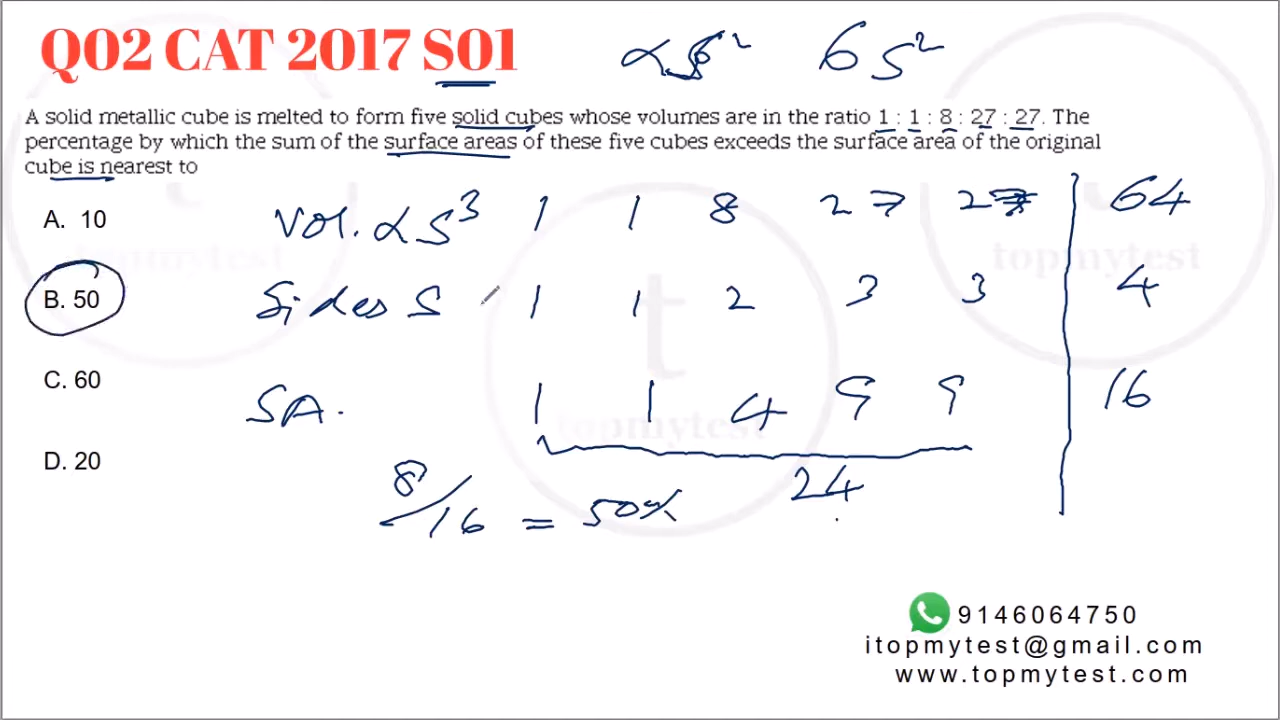 Q02 CAT 2017 S01
6 S²
A solid metallic cube is melted to form five solid cubes whose volumes are in the ratio 1 : 1 : 8 : 27 : 27. The
percentage by which the sum of the surface areas of these five cubes exceeds the surface area of the original
cube is nearest to
A. 10
Vol. α S³ 1 1 8 27 27 64
B. 50
Sides S 1 1 2 3 3 4
C. 60
SA. 1 1 4 9 9 16
D. 20
24
8/16 = 50%
9146064750
itopmytest@gmail.com
www.topmytest.com
t
topmytest
topmytest
topmytest